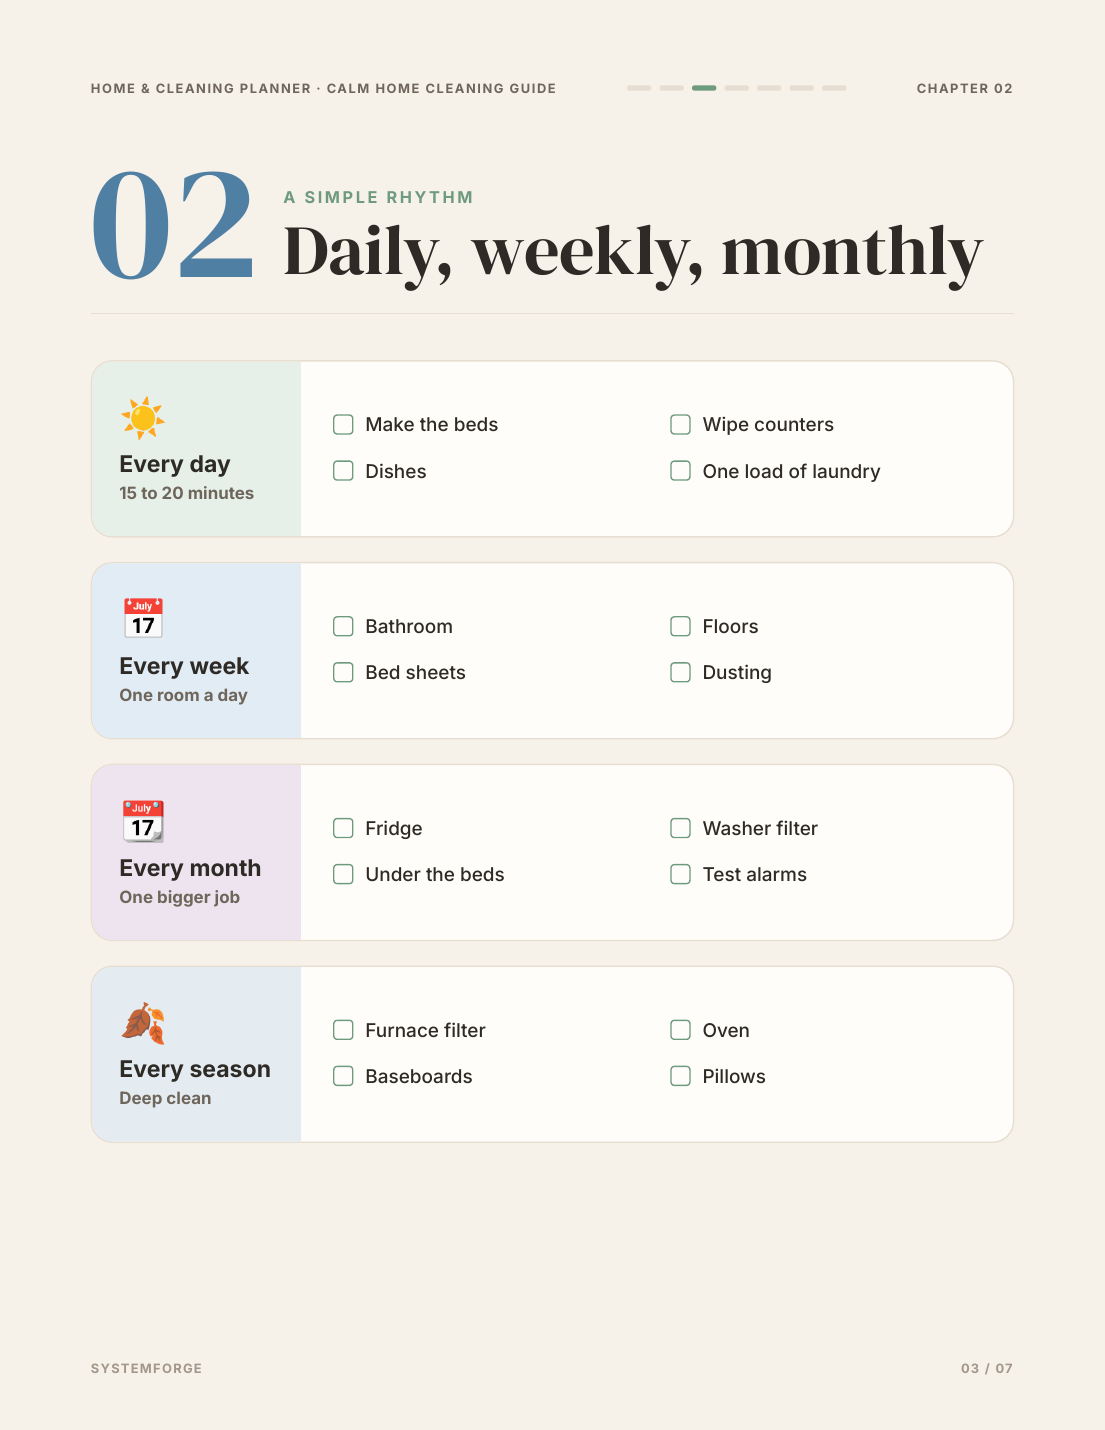 HOME & CLEANING PLANNER · CALM HOME CLEANING GUIDE
CHAPTER 02
02
A SIMPLE RHYTHM
Daily, weekly, monthly
Every day
15 to 20 minutes
Make the beds
Wipe counters
Dishes
One load of laundry
July
17
Every week
One room a day
Bathroom
Floors
Bed sheets
Dusting
July
17
Every month
One bigger job
Fridge
Washer filter
Under the beds
Test alarms
Every season
Deep clean
Furnace filter
Oven
Baseboards
Pillows
SYSTEMFORGE
03 / 07